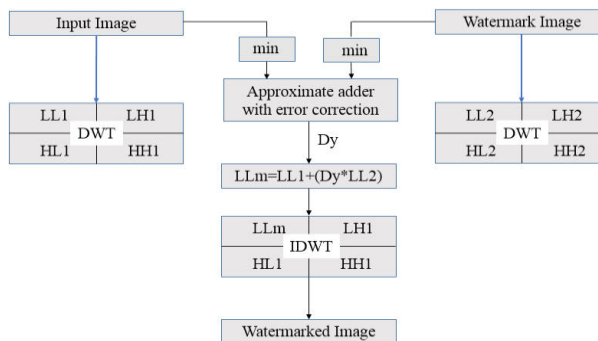 Input Image
Watermark Image
min
min
Approximate adder
with error correction
LL1 LH1
DWT
HL1 HH1
LL2 LH2
DWT
HL2 HH2
Dy
LLm=LL1+(Dy*LL2)
LLm LH1
IDWT
HL1 HH1
Watermarked Image